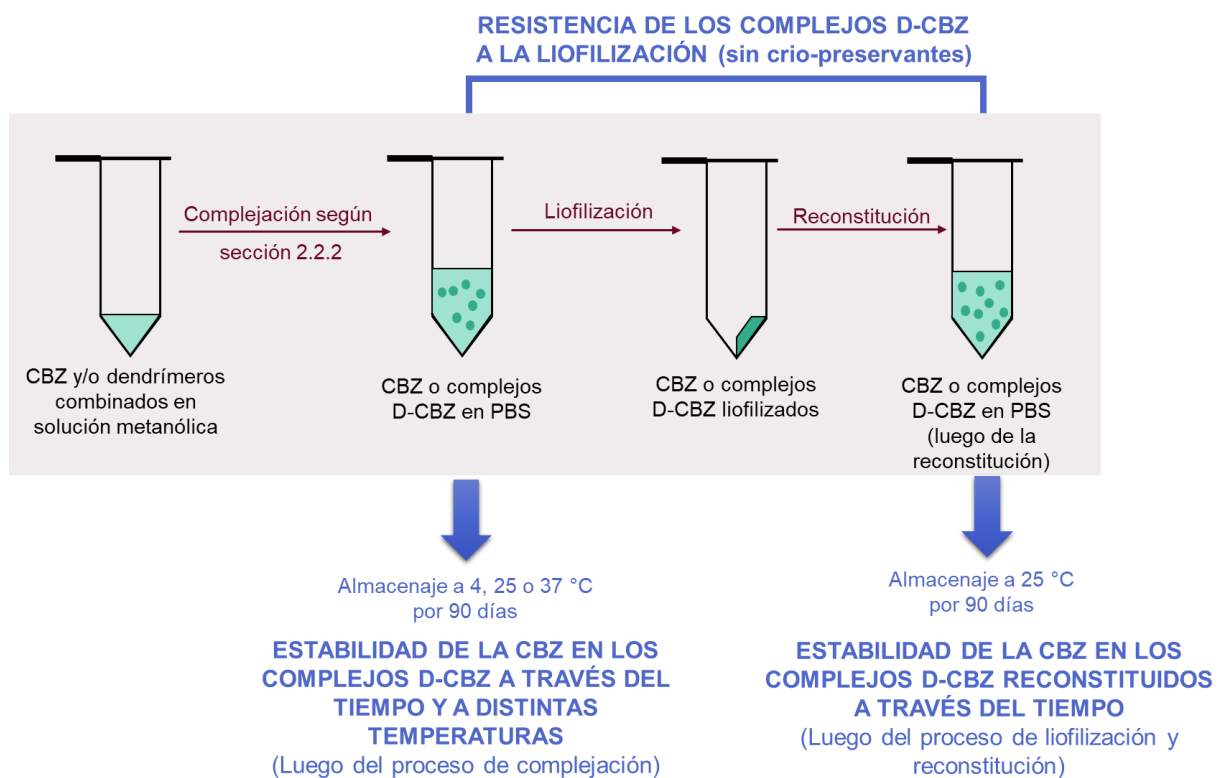 RESISTENCIA DE LOS COMPLEJOS D-CBZ
A LA LIOFILIZACIÓN (sin crio-preservantes)
Complejación según
sección 2.2.2
Liofilización
Reconstitución
CBZ y/o dendrímeros
combinados en
solución metanólica
CBZ o complejos
D-CBZ en PBS
CBZ o complejos
D-CBZ liofilizados
CBZ o complejos
D-CBZ en PBS
(luego de la
reconstitución)
Almacenaje a 4, 25 o 37 °C
por 90 días
ESTABILIDAD DE LA CBZ EN LOS
COMPLEJOS D-CBZ A TRAVÉS DEL
TIEMPO Y A DISTINTAS
TEMPERATURAS
(Luego del proceso de complejación)
Almacenaje a 25 °C
por 90 días
ESTABILIDAD DE LA CBZ EN LOS
COMPLEJOS D-CBZ RECONSTITUIDOS
A TRAVÉS DEL TIEMPO
(Luego del proceso de liofilización y
reconstitución)